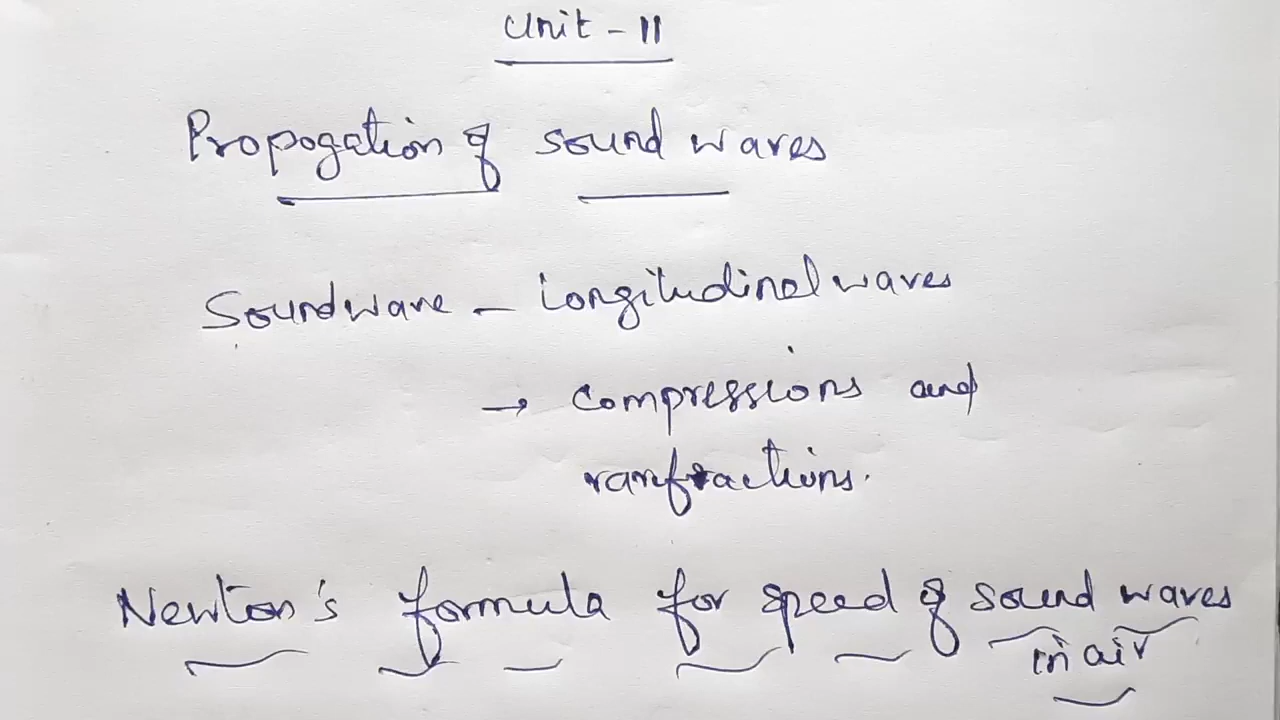 Unit - II
Propogation of sound waves
Soundwave - longitudinal waves
→ compressions and
rarefractions.
Newton's formula for speed of sound waves
in air